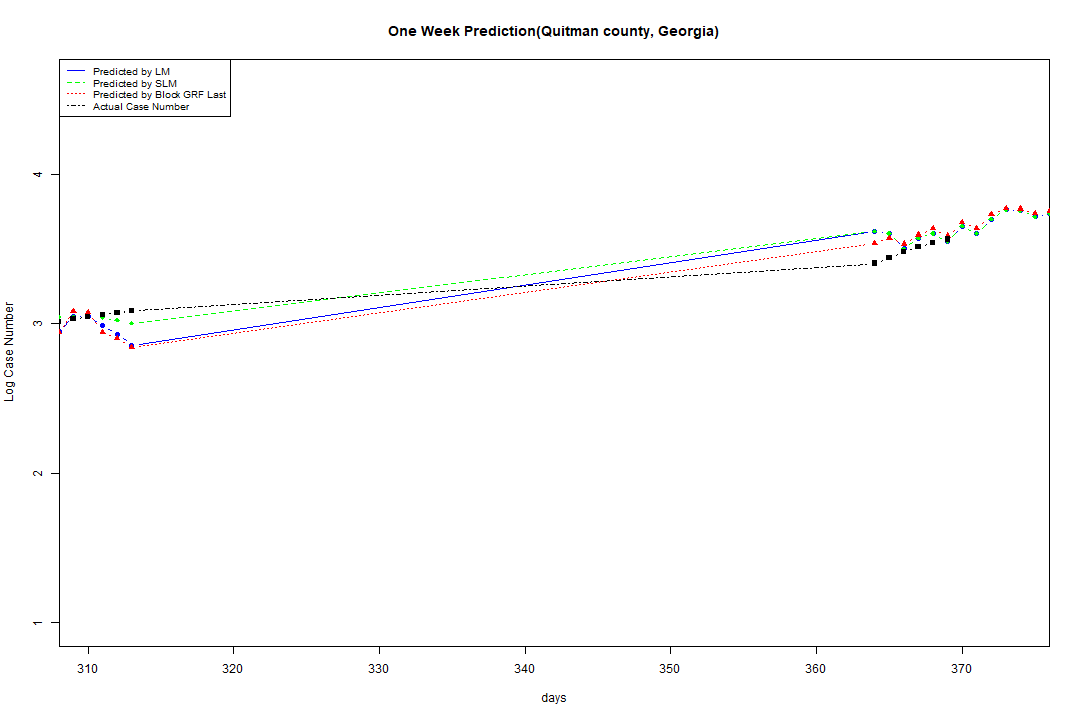 One Week Prediction(Quitman county, Georgia)
Predicted by LM
Predicted by SLM
Predicted by Block GRF Last
Actual Case Number
4
3
2
1
Log Case Number
310 320 330 340 350 360 370
days